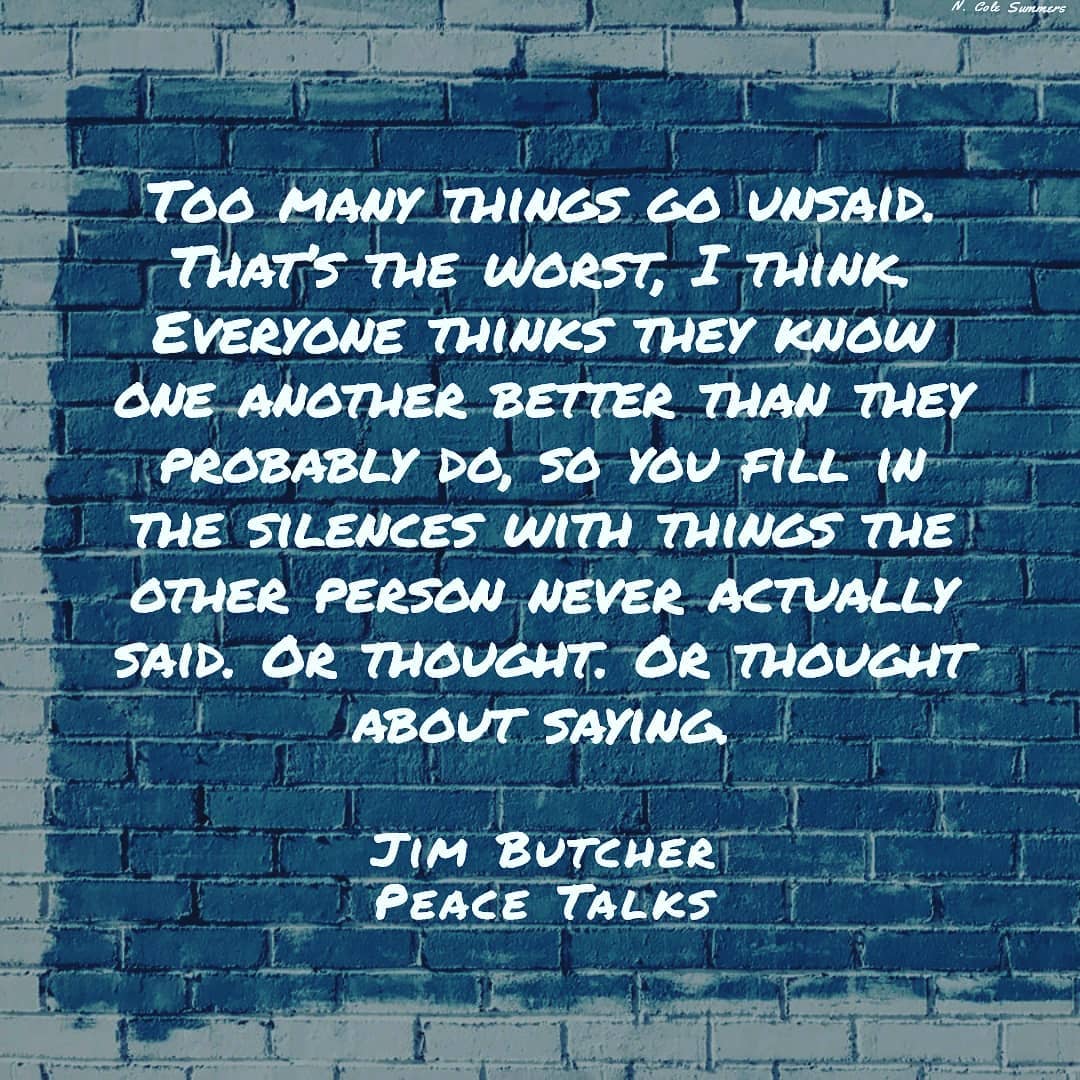 N. Cole Summers
Too many things go unsaid.
That's the worst, I think.
Everyone thinks they know
one another better than they
probably do, so you fill in
the silences with things the
other person never actually
said. Or thought. Or thought
about saying.
Jim Butcher
Peace Talks